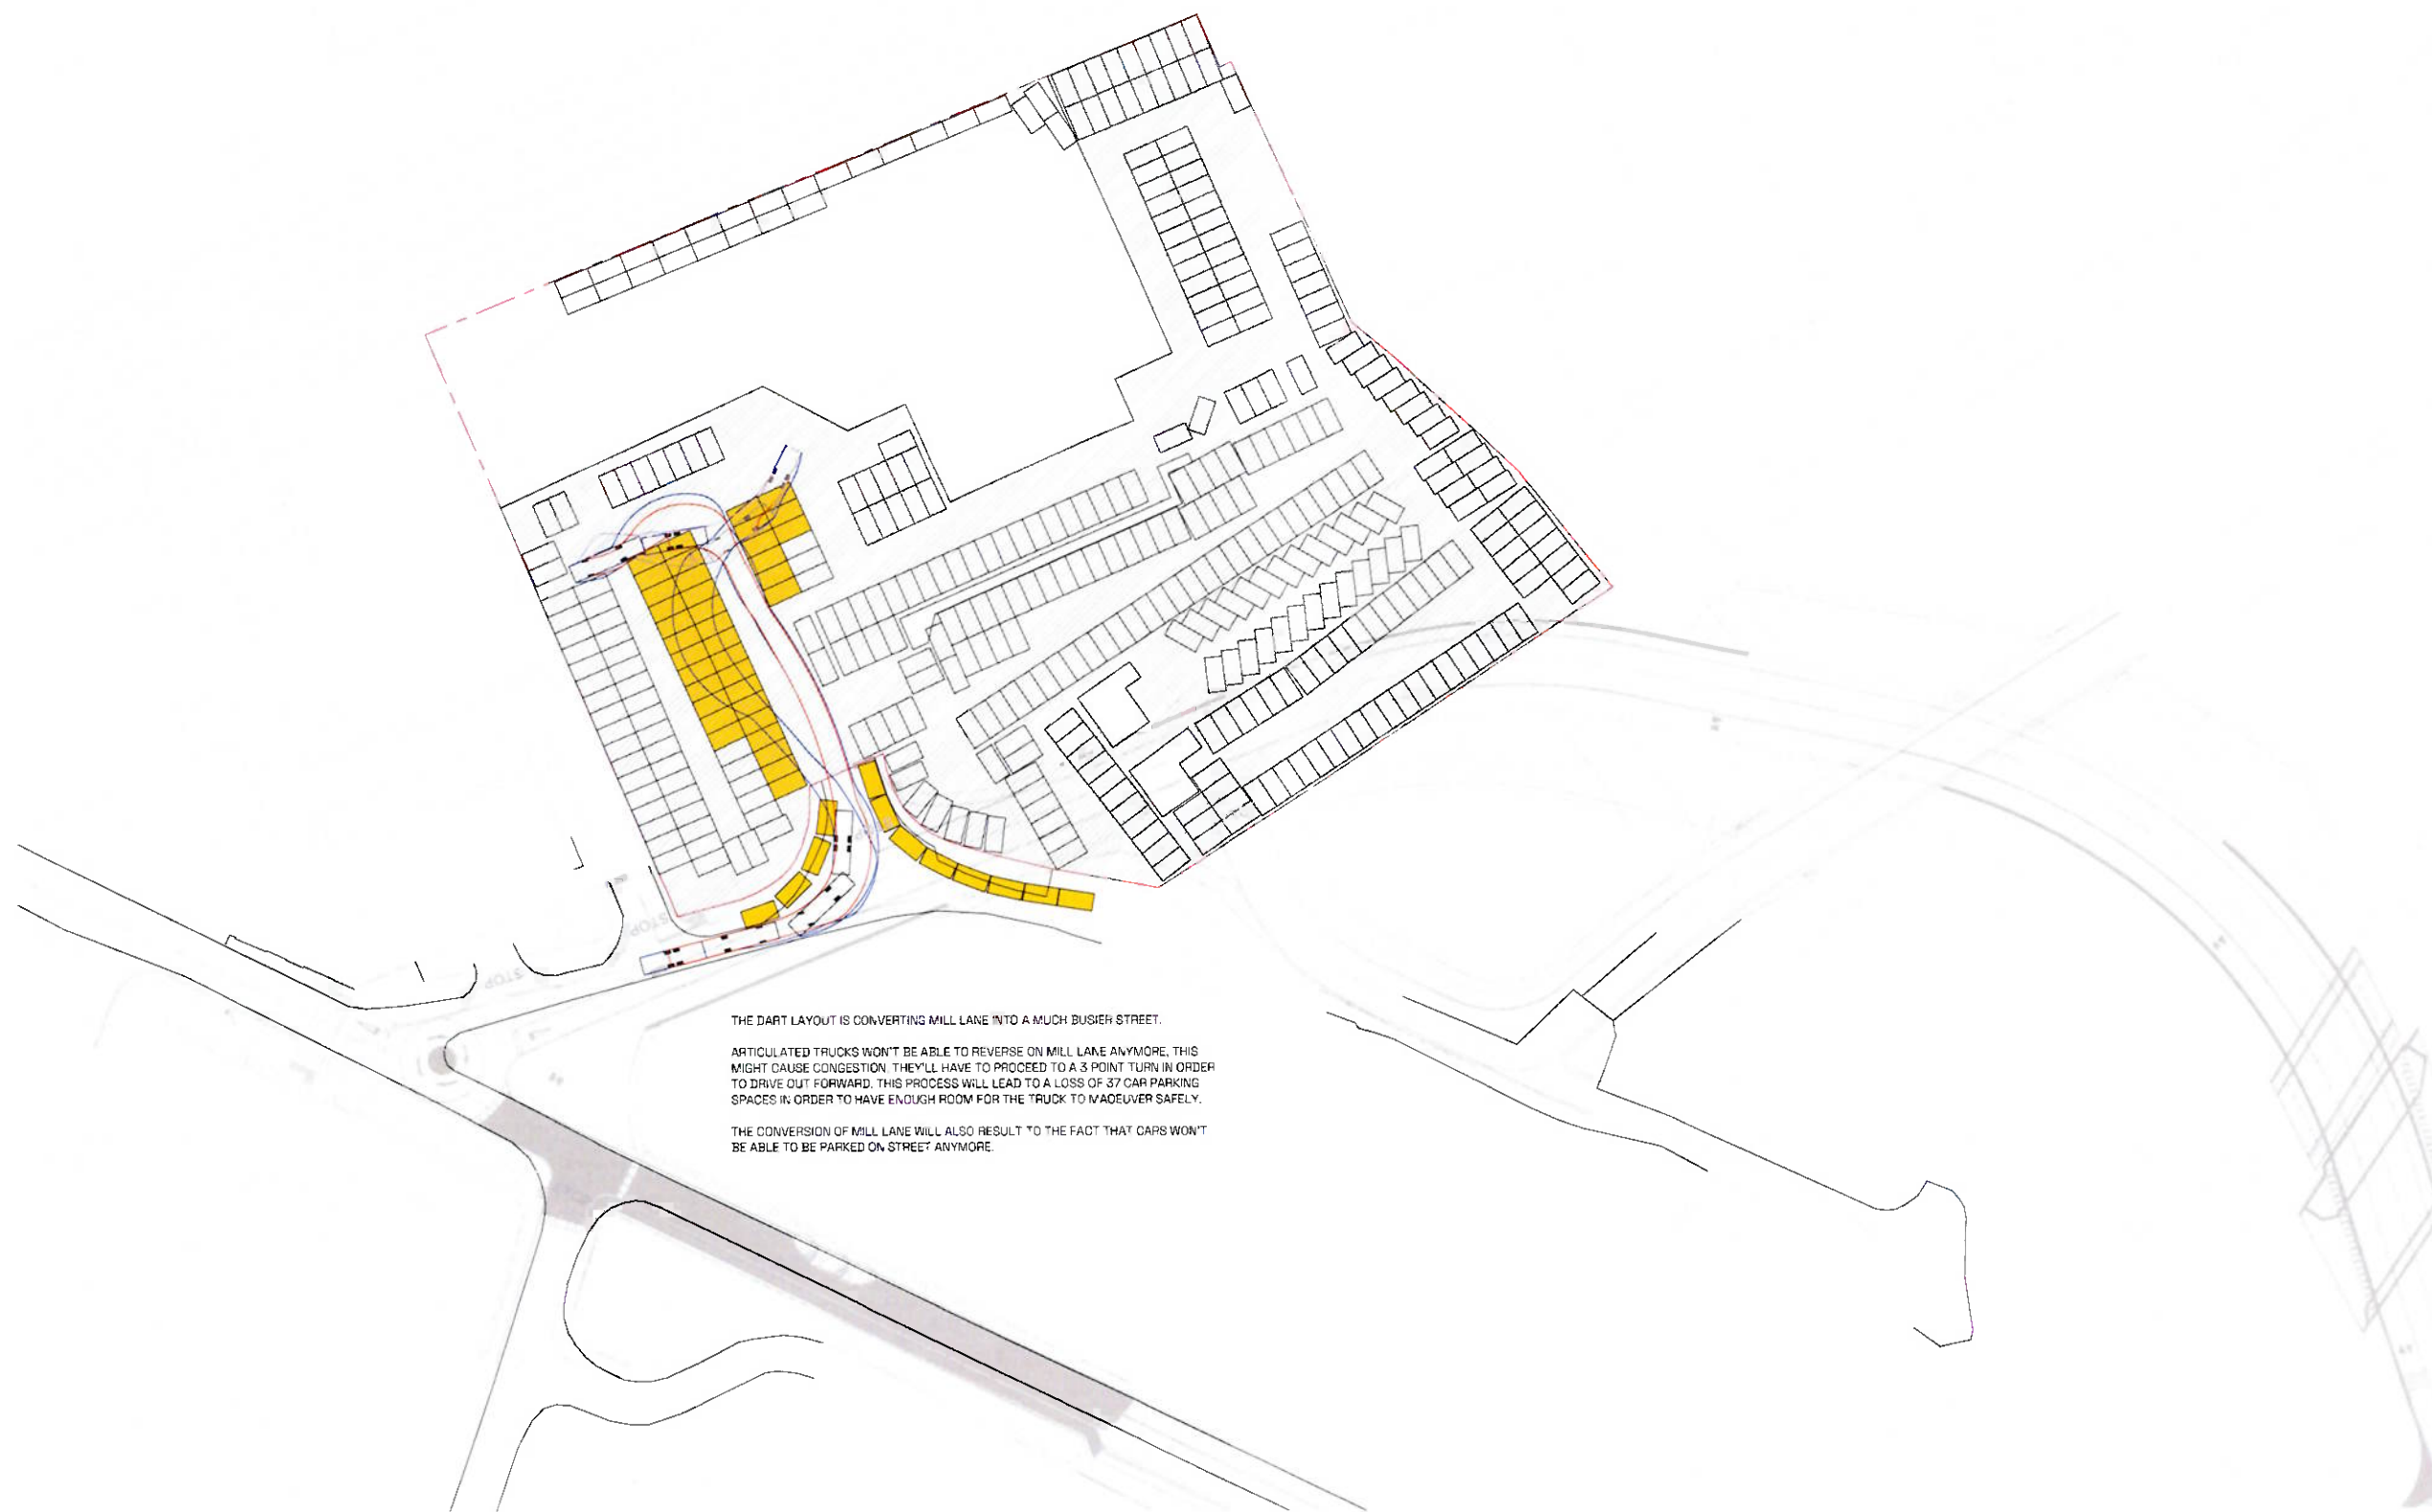 THE DART LAYOUT IS CONVERTING MILL LANE INTO A MUCH BUSIER STREET.
ARTICULATED TRUCKS WON'T BE ABLE TO REVERSE ON MILL LANE ANYMORE, THIS
MIGHT CAUSE CONGESTION. THEY'LL HAVE TO PROCEED TO A 3 POINT TURN IN ORDER
TO DRIVE OUT FORWARD. THIS PROCESS WILL LEAD TO A LOSS OF 37 CAR PARKING
SPACES IN ORDER TO HAVE ENOUGH ROOM FOR THE TRUCK TO MAOEUVER SAFELY.
THE CONVERSION OF MILL LANE WILL ALSO RESULT TO THE FACT THAT CARS WON'T
BE ABLE TO BE PARKED ON STREET ANYMORE.
STOP
STOP